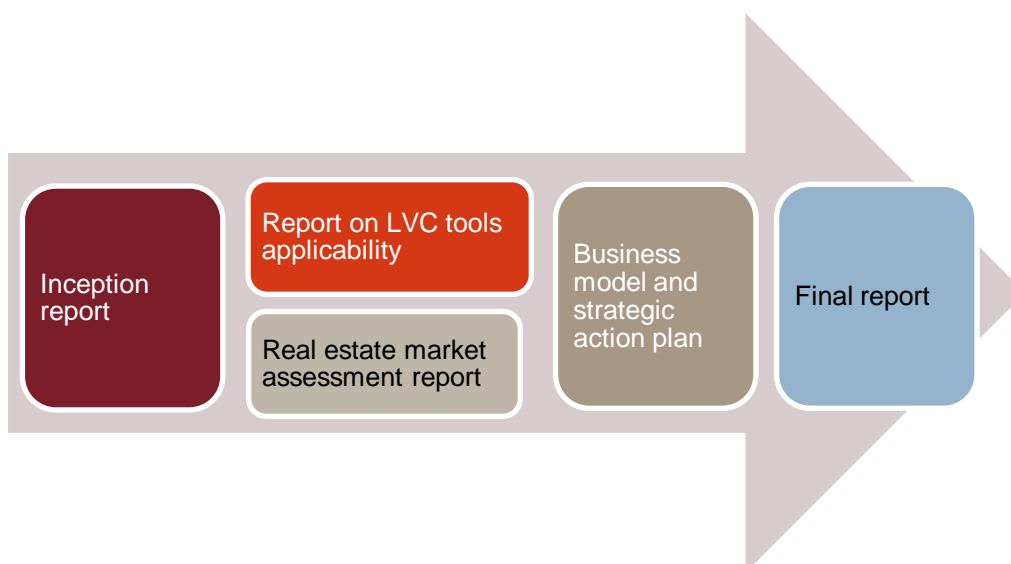 Inception
report
Report on LVC tools
applicability
Real estate market
assessment report
Business
model and
strategic
action plan
Final report